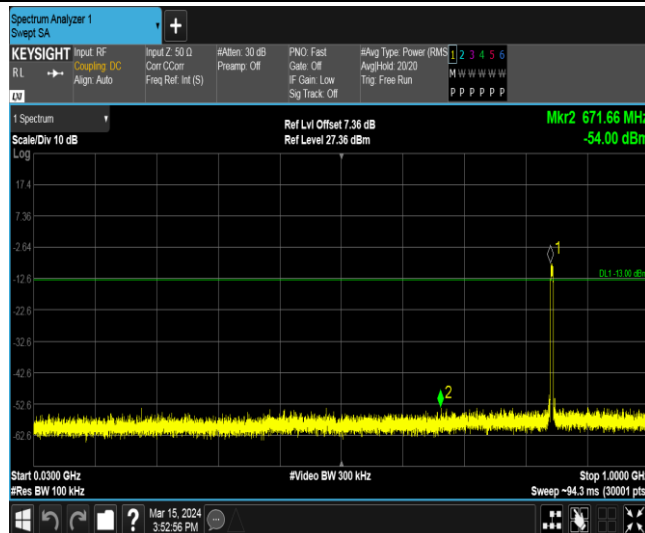 Spectrum Analyzer 1
Swept SA
+
KEYSIGHT Input: RF Input Z: 50 Ω #Atten: 30 dB PNO: Fast #Avg Type: Power (RMS 1 2 3 4 5 6
RL Coupling: DC Corr CCorr Preamp: Off Gate: Off Avg|Hold: 20/20 M W W W W W
Align: Auto Freq Ref: Int (S) IF Gain: Low Trig: Free Run
LXI Sig Track: Off P P P P P P
1 Spectrum
Scale/Div 10 dB
Ref Lvl Offset 7.36 dB
Ref Level 27.36 dBm
Mkr2 671.66 MHz
-54.00 dBm
Log
17.4
7.36
-2.64
1
DL1 -13.00 dBm
-12.6
-22.6
-32.6
-42.6
2
-52.6
-62.6
Start 0.0300 GHz #Video BW 300 kHz Stop 1.0000 GHz
#Res BW 100 kHz Sweep ~94.3 ms (30001 pts)
? Mar 15, 2024
3:52:56 PM